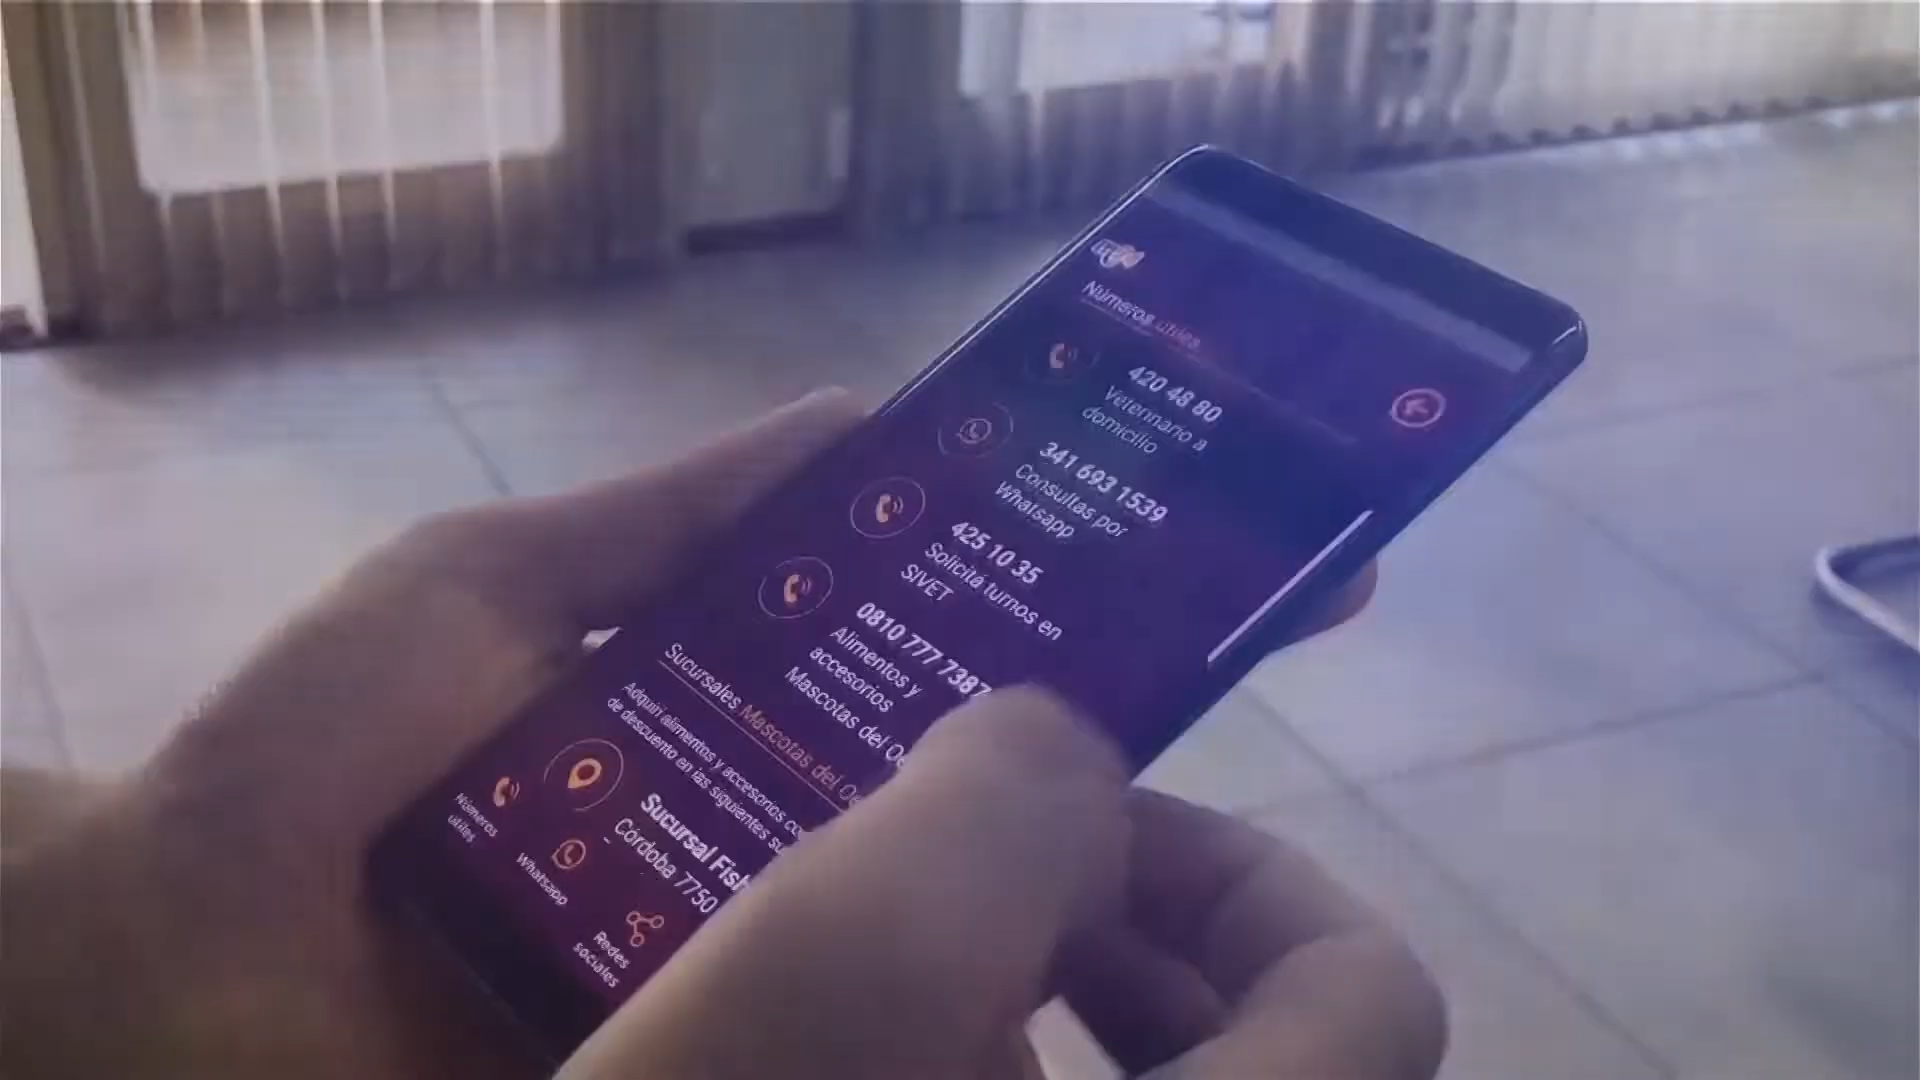 Números útiles
420 48 80
Veterinario a
domicilio
341 693 1539
Consultas por
Whatsapp
425 10 35
Solicitá turnos en
SIVET
0810 777 7387
Alimentos y
accesorios
Mascotas del
Sucursales Mascotas del
Adquirí alimentos y accesorios
de descuento en las siguientes
Sucursal
Córdoba 7750
Números
útiles
Whatsapp
Redes
sociales